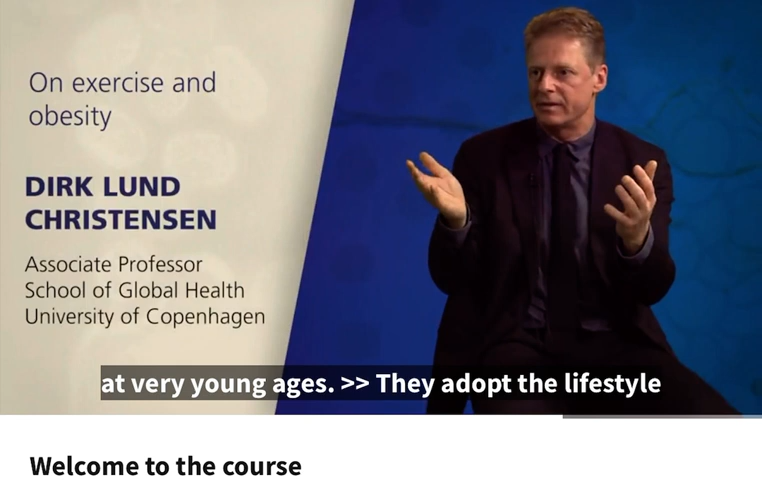 On exercise and
obesity
DIRK LUND
CHRISTENSEN
Associate Professor
School of Global Health
University of Copenhagen
at very young ages. >> They adopt the lifestyle
Welcome to the course